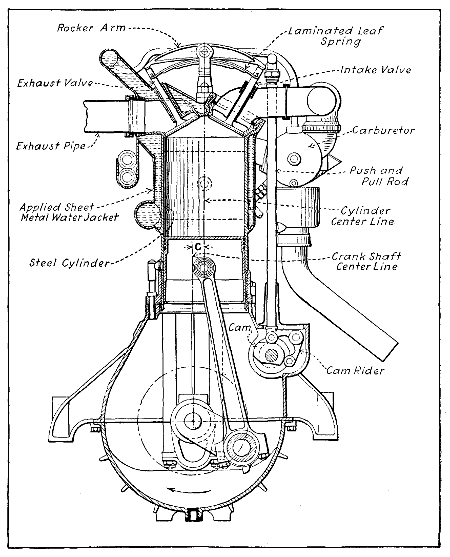 Rocker Arm
Laminated Leaf
Spring
Exhaust Valve
Intake Valve
Carburetor
Exhaust Pipe
Push and
Pull Rod
Applied Sheet
Metal Water Jacket
Cylinder
Center Line
Steel Cylinder
C
Crank Shaft
Center Line
Cam
Cam Rider